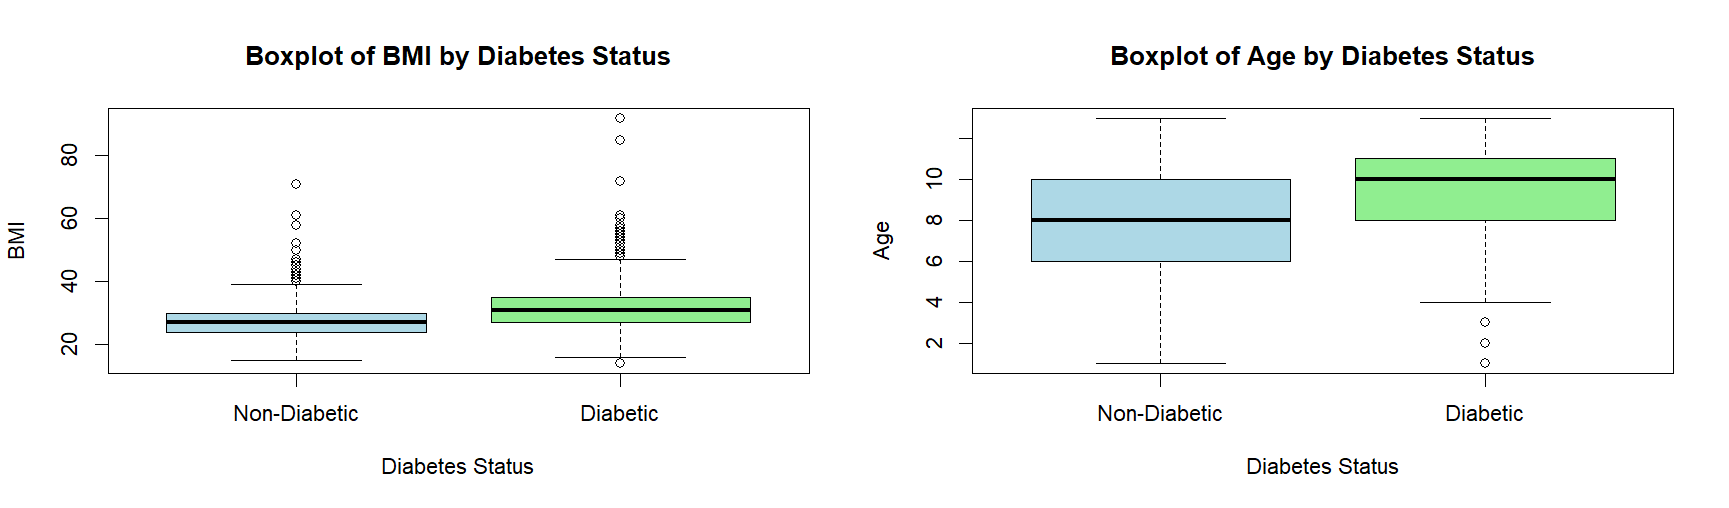 Boxplot of BMI by Diabetes Status
BMI
80
60
40
20
Non-Diabetic Diabetic
Diabetes Status
Boxplot of Age by Diabetes Status
Age
10
8
6
4
2
Non-Diabetic Diabetic
Diabetes Status